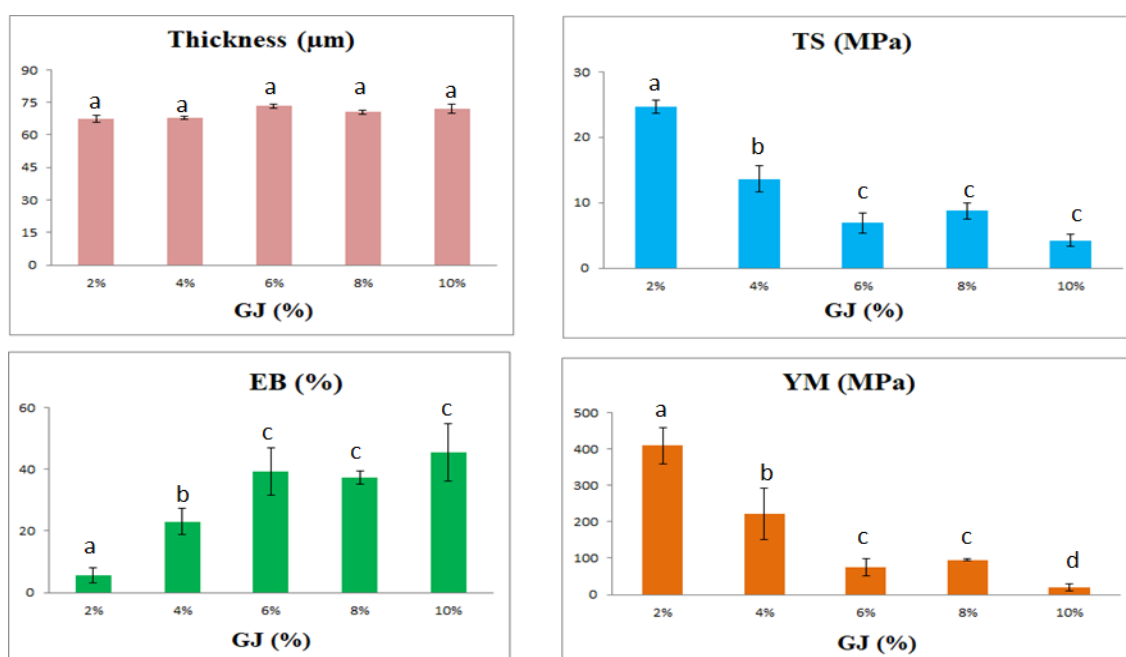 Thickness (µm)
90
75
60
45
30
15
0
a a a a a
2% 4% 6% 8% 10%
GJ (%)
TS (MPa)
30
20
10
0
a b c c c
2% 4% 6% 8% 10%
GJ (%)
EB (%)
60
40
20
0
a b c c c
2% 4% 6% 8% 10%
GJ (%)
YM (MPa)
500
400
300
200
100
0
a b c c d
2% 4% 6% 8% 10%
GJ (%)